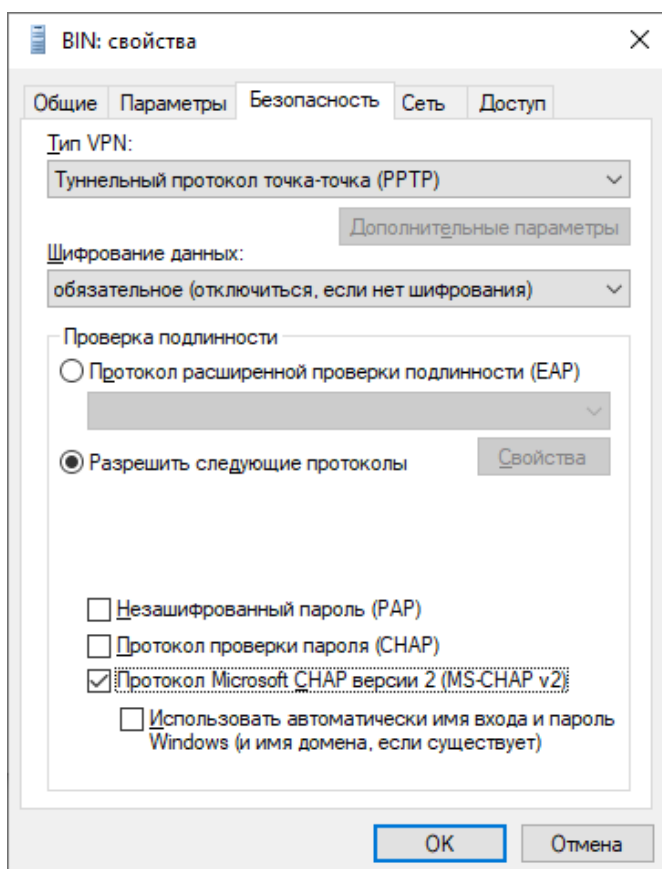 BIN: свойства
Общие Параметры Безопасность Сеть Доступ
Тип VPN:
Туннельный протокол точка-точка (PPTP)
Дополнительные параметры
Шифрование данных:
обязательное (отключиться, если нет шифрования)
Проверка подлинности
Протокол расширенной проверки подлинности (EAP)
Разрешить следующие протоколы
Свойства
Незашифрованный пароль (PAP)
Протокол проверки пароля (CHAP)
Протокол Microsoft CHAP версии 2 (MS-CHAP v2)
Использовать автоматически имя входа и пароль
Windows (и имя домена, если существует)
OK Отмена